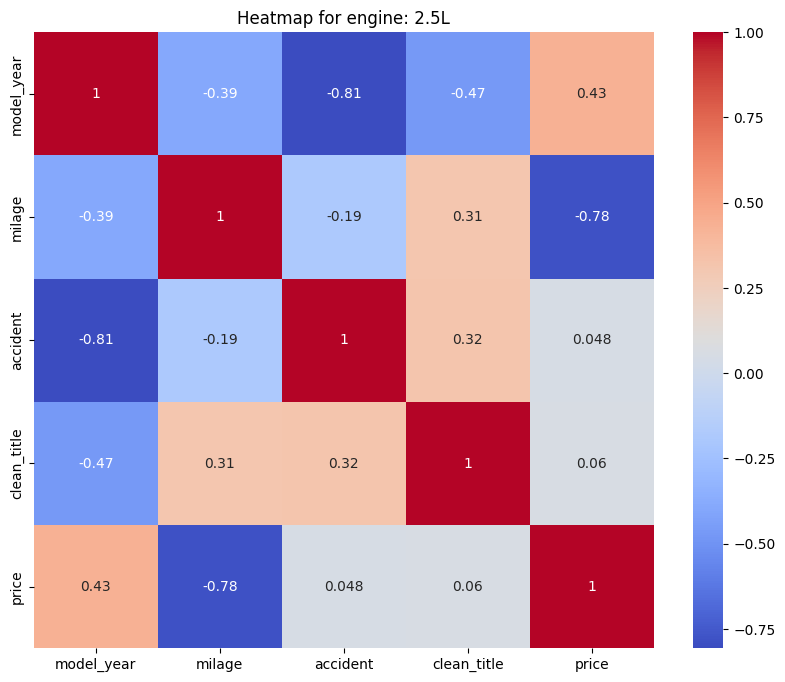 Heatmap for engine: 2.5L
model_year 1 -0.39 -0.81 -0.47 0.43
milage -0.39 1 -0.19 0.31 -0.78
accident -0.81 -0.19 1 0.32 0.048
clean_title -0.47 0.31 0.32 1 0.06
price 0.43 -0.78 0.048 0.06 1
model_year milage accident clean_title price
1.00
0.75
0.50
0.25
0.00
−0.25
−0.50
−0.75